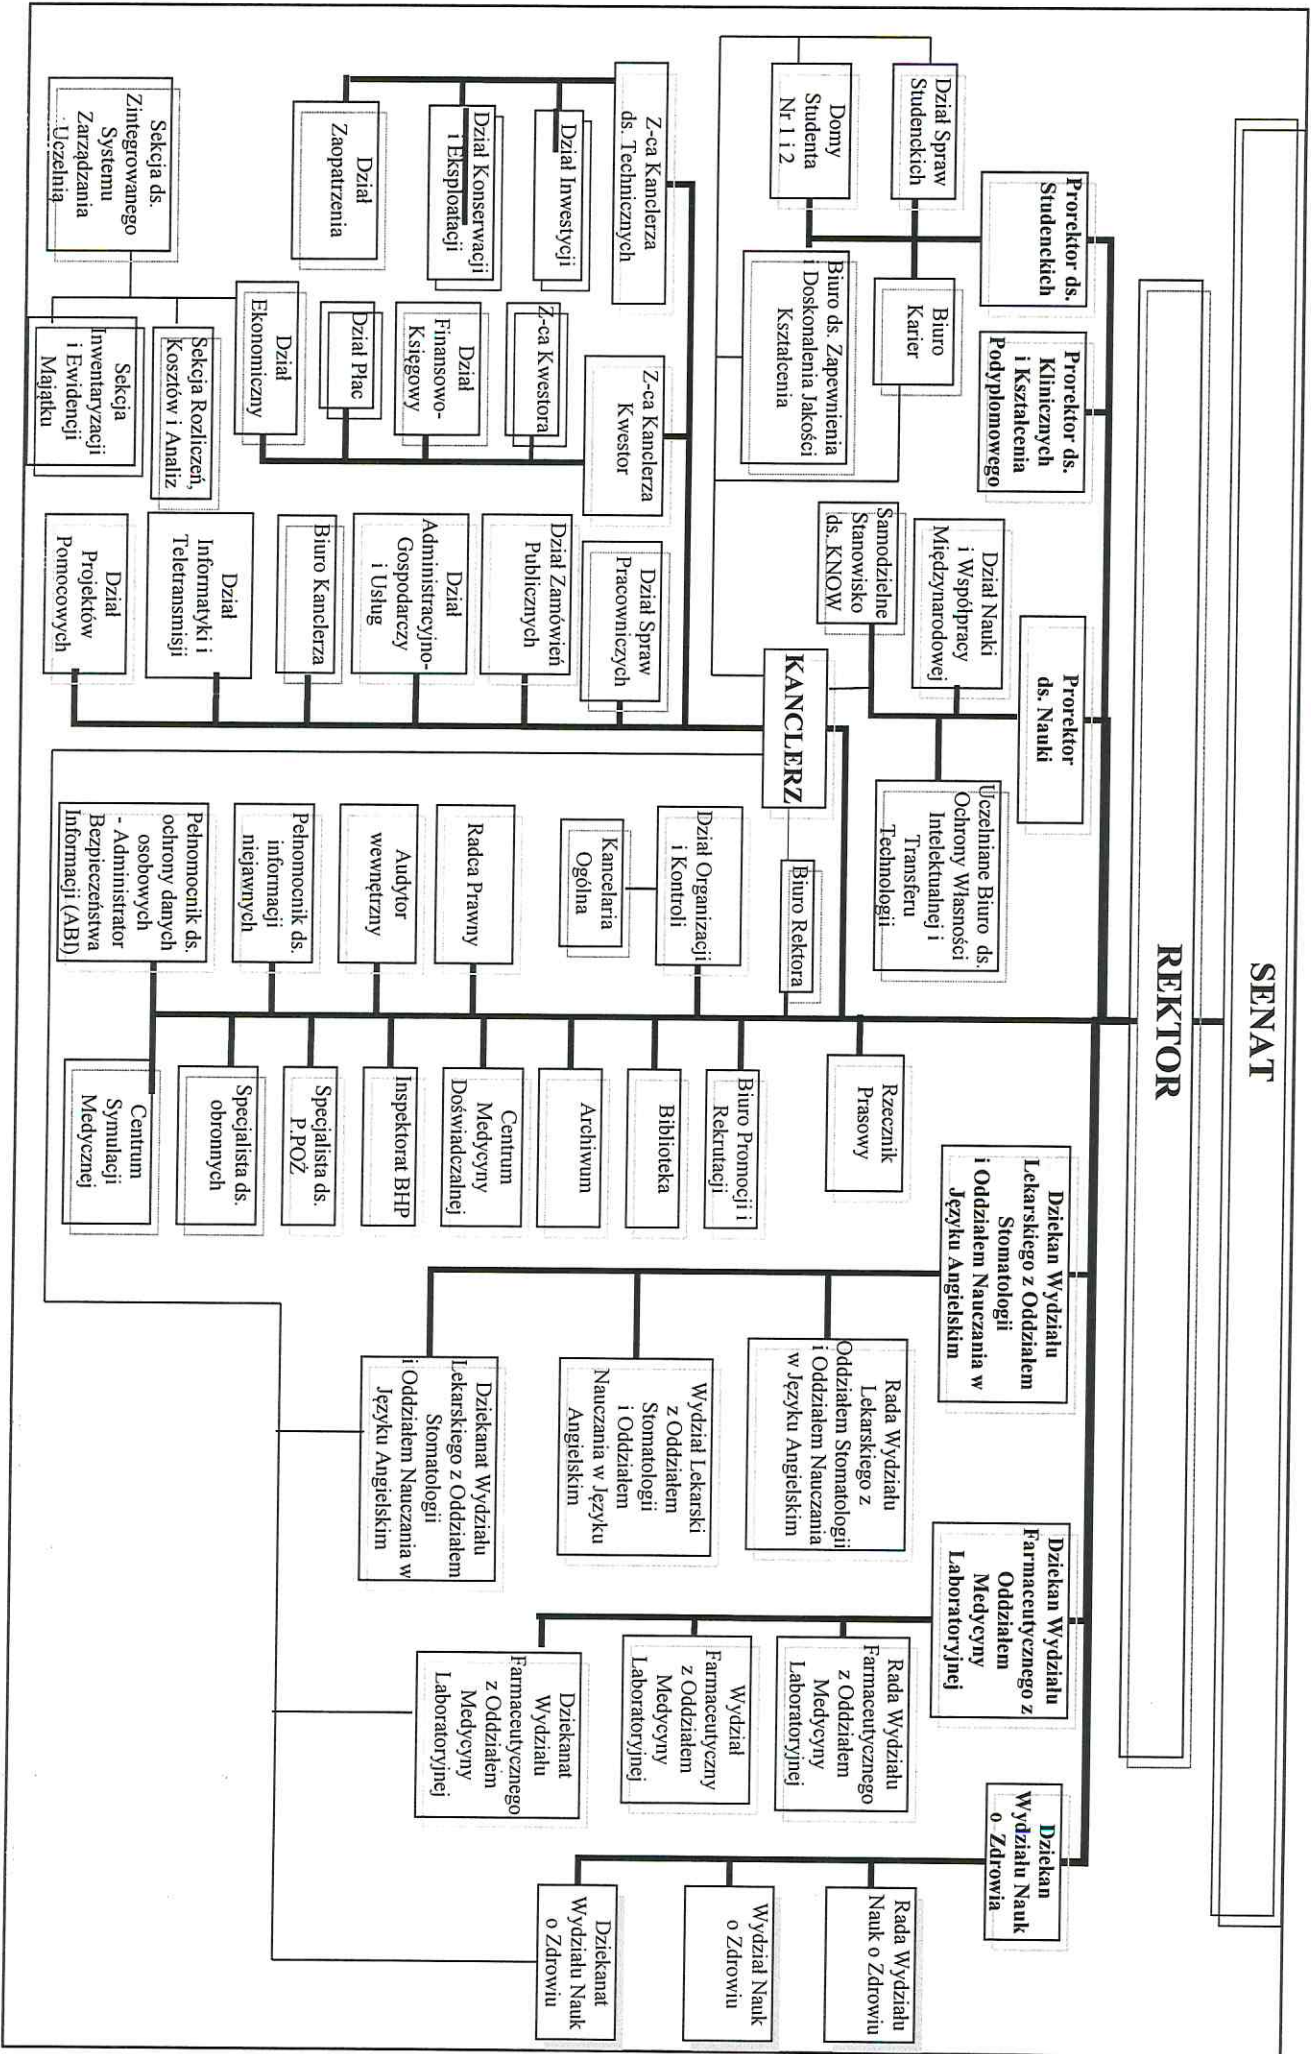 SENAT
REKTOR
Prorektor ds.
Studenckich
Prorektor ds.
Klinicznych
i Kształcenia
Podyplomowego
Prorektor
ds. Nauki
Dziekan Wydziału
Lekarskiego z Oddziałem
Stomatologii
i Oddziałem Nauczania w
Języku Angielskim
Dziekan Wydziału
Farmaceutycznego z
Oddziałem
Medycyny
Laboratoryjnej
Dziekan
Wydziału Nauk
o Zdrowia
Dział Spraw
Studenckich
Biuro
Karier
Domy
Studenta
Nr 1 i 2
Biuro ds. Zapewnienia
i Doskonalenia Jakości
Kształcenia
Dział Nauki
i Współpracy
Międzynarodowej
Samodzielne
Stanowisko
ds. KNOW
Uczelniane Biuro ds.
Ochrony Własności
Intelektualnej i
Transferu
Technologii
KANCLERZ
Biuro Rektora
Rzecznik
Prasowy
Z-ca Kanclerza
ds. Technicznych
Dział Inwestycji
Dział Konserwacji
i Eksploatacji
Dział
Zaopatrzenia
Z-ca Kanclerza
Kwestor
Z-ca Kwestora
Dział
Finansowo-
Księgowy
Dział Płac
Dział
Ekonomiczny
Sekcja ds.
Zintegrowanego
Systemu
Zarządzania
Uczelnią
Sekcja Rozliczeń,
Kosztów i Analiz
Sekcja
Inwentaryzacji
i Ewidencji
Majątku
Dział Spraw
Pracowniczych
Dział Zamówień
Publicznych
Dział
Administracyjno-
Gospodarczy
i Usług
Biuro Kanclerza
Dział
Informatyki i
Teletransmisji
Dział
Projektów
Pomocowych
Dział Organizacji
i Kontroli
Kancelaria
Ogólna
Radca Prawny
Audytor
wewnętrzny
Pełnomocnik ds.
informacji
niejawnych
Pełnomocnik ds.
ochrony danych
osobowych
- Administrator
Bezpieczeństwa
Informacji (ABI)
Biuro Promocji i
Rekrutacji
Biblioteka
Archiwum
Centrum
Medycyny
Doświadczalnej
Inspektorat BHP
Specjalista ds.
P.POŻ
Specjalista ds.
obronnych
Centrum
Symulacji
Medycznej
Rada Wydziału
Lekarskiego z
Oddziałem Stomatologii
i Oddziałem Nauczania
w Języku Angielskim
Wydział Lekarski
z Oddziałem
Stomatologii
i Oddziałem
Nauczania w Języku
Angielskim
Dziekanat Wydziału
Lekarskiego z Oddziałem
Stomatologii
i Oddziałem Nauczania w
Języku Angielskim
Rada Wydziału
Farmaceutycznego
z Oddziałem
Medycyny
Laboratoryjnej
Wydział
Farmaceutyczny
z Oddziałem
Medycyny
Laboratoryjnej
Dziekanat
Wydziału
Farmaceutycznego
z Oddziałem
Medycyny
Laboratoryjnej
Rada Wydziału
Nauk o Zdrowiu
Wydział Nauk
o Zdrowiu
Dziekanat
Wydziału Nauk
o Zdrowiu